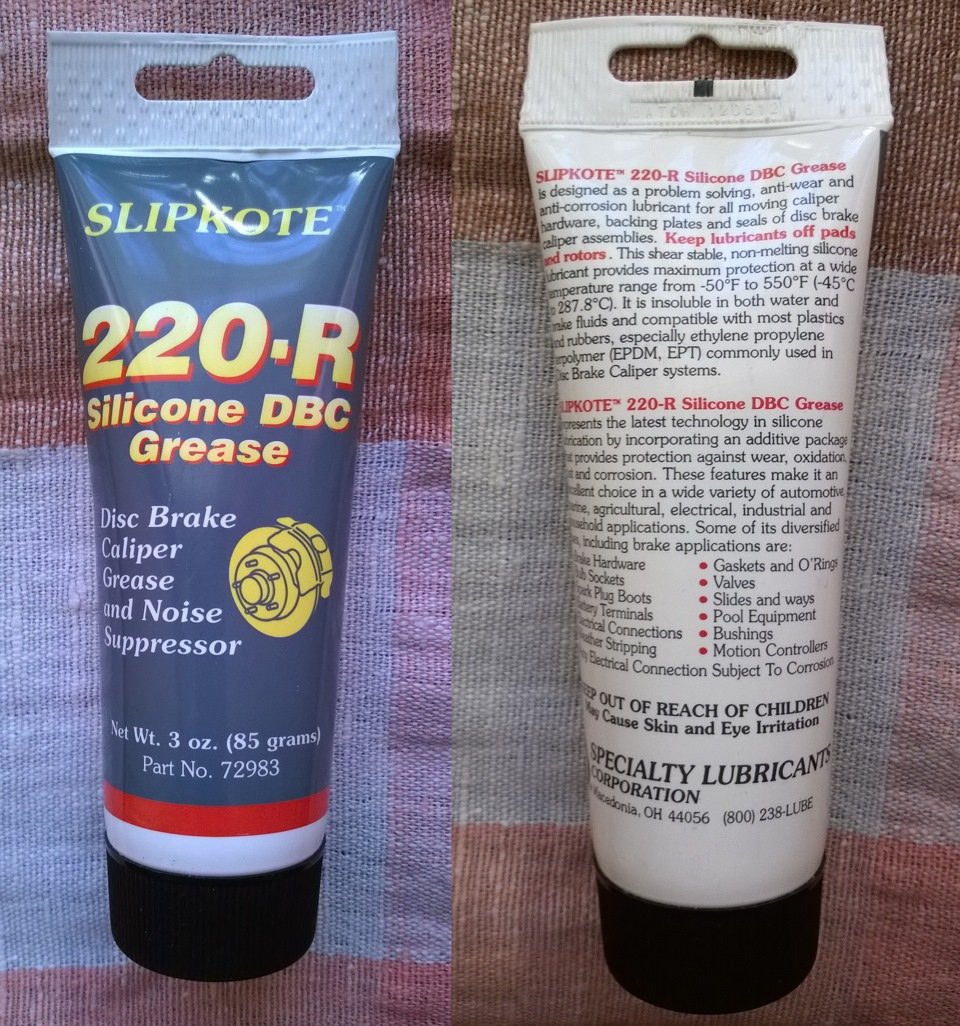 SLIPKOTE™
220-R
Silicone DBC
Grease
Disc Brake
Caliper
Grease
and Noise
Suppressor
Net Wt. 3 oz. (85 grams)
Part No. 72983
SLIPKOTE™ 220-R Silicone DBC Grease
is designed as a problem solving, anti-wear and
anti-corrosion lubricant for all moving caliper
hardware, backing plates and seals of disc brake
caliper assemblies. Keep lubricants off pads
and rotors. This shear stable, non-melting silicone
lubricant provides maximum protection at a wide
temperature range from -50°F to 550°F (-45°C
to 287.8°C). It is insoluble in both water and
brake fluids and compatible with most plastics
and rubbers, especially ethylene propylene
terpolymer (EPDM, EPT) commonly used in
Disc Brake Caliper systems.
SLIPKOTE™ 220-R Silicone DBC Grease
represents the latest technology in silicone
lubrication by incorporating an additive package
provides protection against wear, oxidation,
and corrosion. These features make it an
excellent choice in a wide variety of automotive,
marine, agricultural, electrical, industrial and
household applications. Some of its diversified
including brake applications are:
Brake Hardware
Sockets
Spark Plug Boots
Battery Terminals
Electrical Connections
Weather Stripping
Electrical Connection Subject To Corrosion
• Gaskets and O'Rings
• Valves
• Slides and ways
• Pool Equipment
• Bushings
• Motion Controllers
KEEP OUT OF REACH OF CHILDREN
May Cause Skin and Eye Irritation
SPECIALTY LUBRICANTS
CORPORATION
Macedonia, OH 44056 (800) 238-LUBE